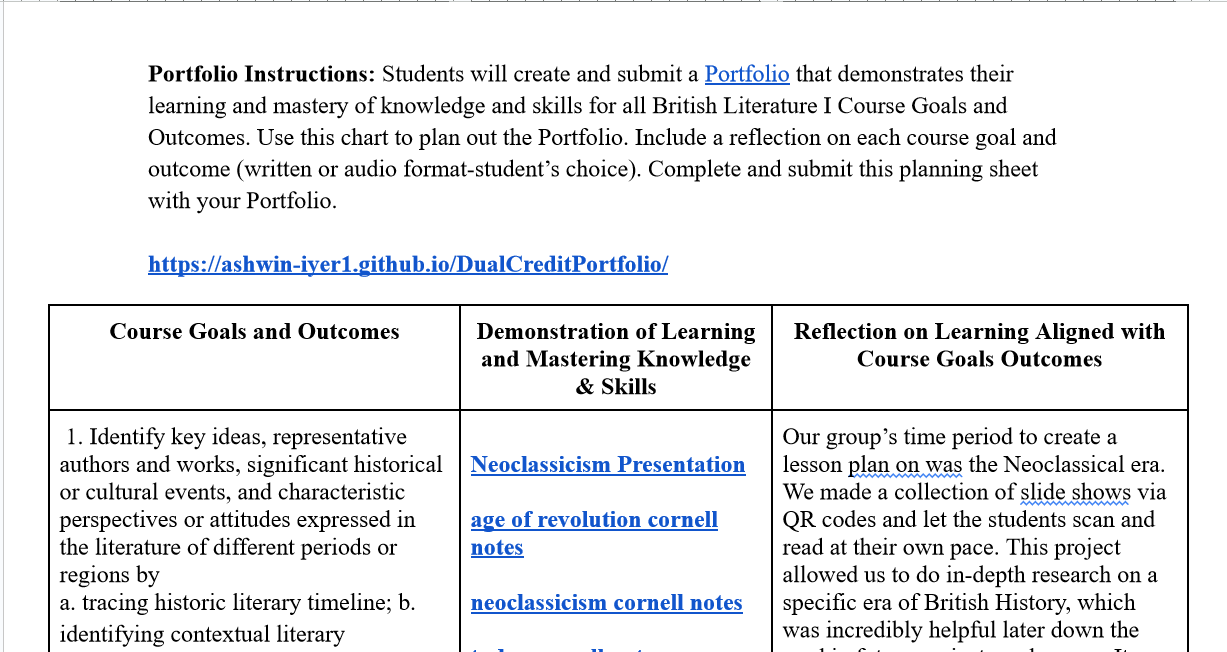 Portfolio Instructions: Students will create and submit a Portfolio that demonstrates their
learning and mastery of knowledge and skills for all British Literature I Course Goals and
Outcomes. Use this chart to plan out the Portfolio. Include a reflection on each course goal and
outcome (written or audio format-student’s choice). Complete and submit this planning sheet
with your Portfolio.
https://ashwin-iyer1.github.io/DualCreditPortfolio/
Course Goals and Outcomes
Demonstration of Learning
and Mastering Knowledge
& Skills
Reflection on Learning Aligned with
Course Goals Outcomes
1. Identify key ideas, representative
authors and works, significant historical
or cultural events, and characteristic
perspectives or attitudes expressed in
the literature of different periods or
regions by
a. tracing historic literary timeline; b.
identifying contextual literary
Neoclassicism Presentation
age of revolution cornell
notes
neoclassicism cornell notes
Our group’s time period to create a
lesson plan on was the Neoclassical era.
We made a collection of slide shows via
QR codes and let the students scan and
read at their own pace. This project
allowed us to do in-depth research on a
specific era of British History, which
was incredibly helpful later down the